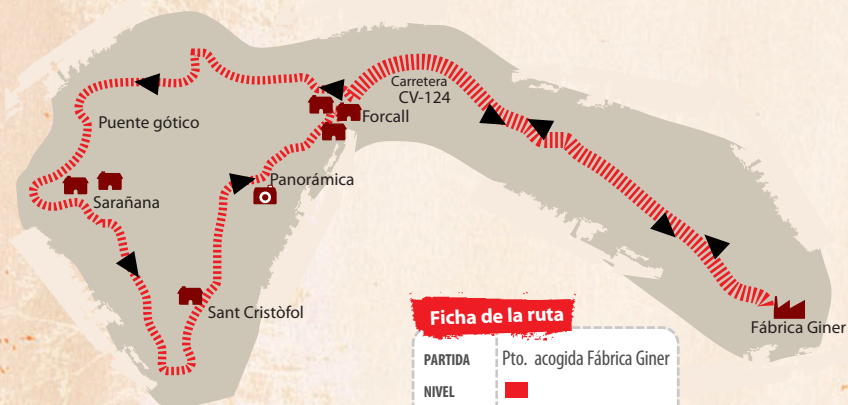 Carretera
CV-124
Forcall
Puente gótico
Panorámica
Sarañana
Sant Cristòfol
Fábrica Giner
Ficha de la ruta
PARTIDA Pto. acogida Fábrica Giner
NIVEL